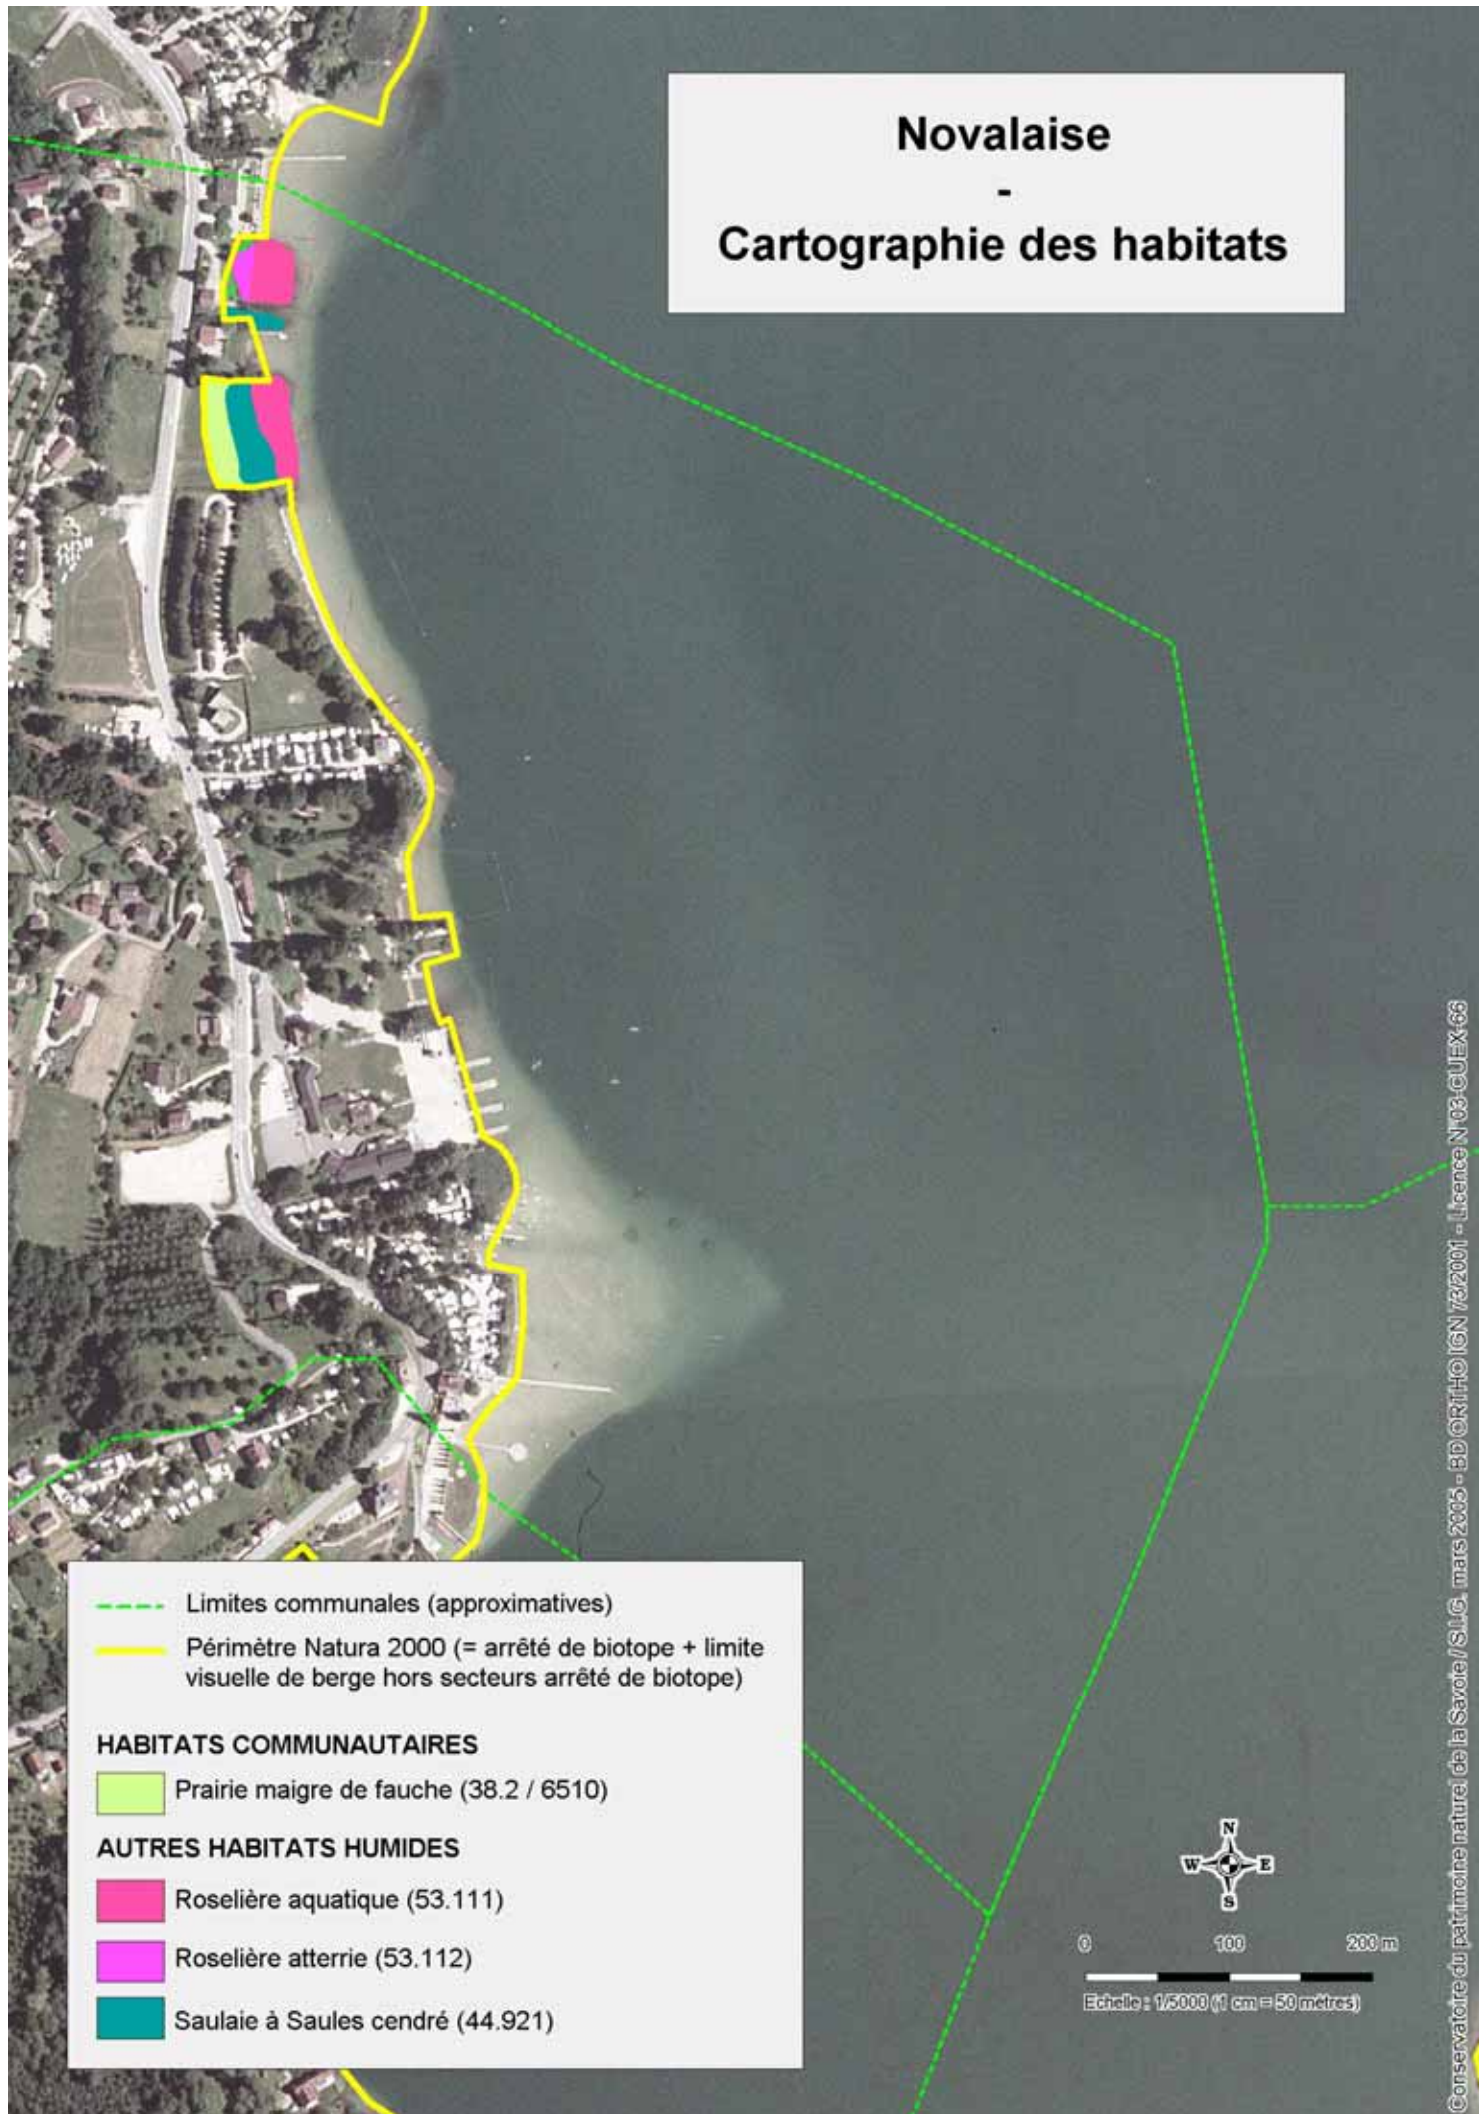 Novalaise
-
Cartographie des habitats
Limites communales (approximatives)
Périmètre Natura 2000 (= arrêté de biotope + limite
visuelle de berge hors secteurs arrêté de biotope)
HABITATS COMMUNAUTAIRES
Prairie maigre de fauche (38.2 / 6510)
AUTRES HABITATS HUMIDES
Roselière aquatique (53.111)
Roselière atterrie (53.112)
Saulaie à Saules cendré (44.921)
N
W E
S
0 100 200 m
Echelle : 1/5000 (1 cm = 50 mètres)
Conservatoire du patrimoine naturel de la Savoie / S.I.G. mars 2005 - BD ORTHO IGN 73/2001 - Licence N°03-CUEX-66